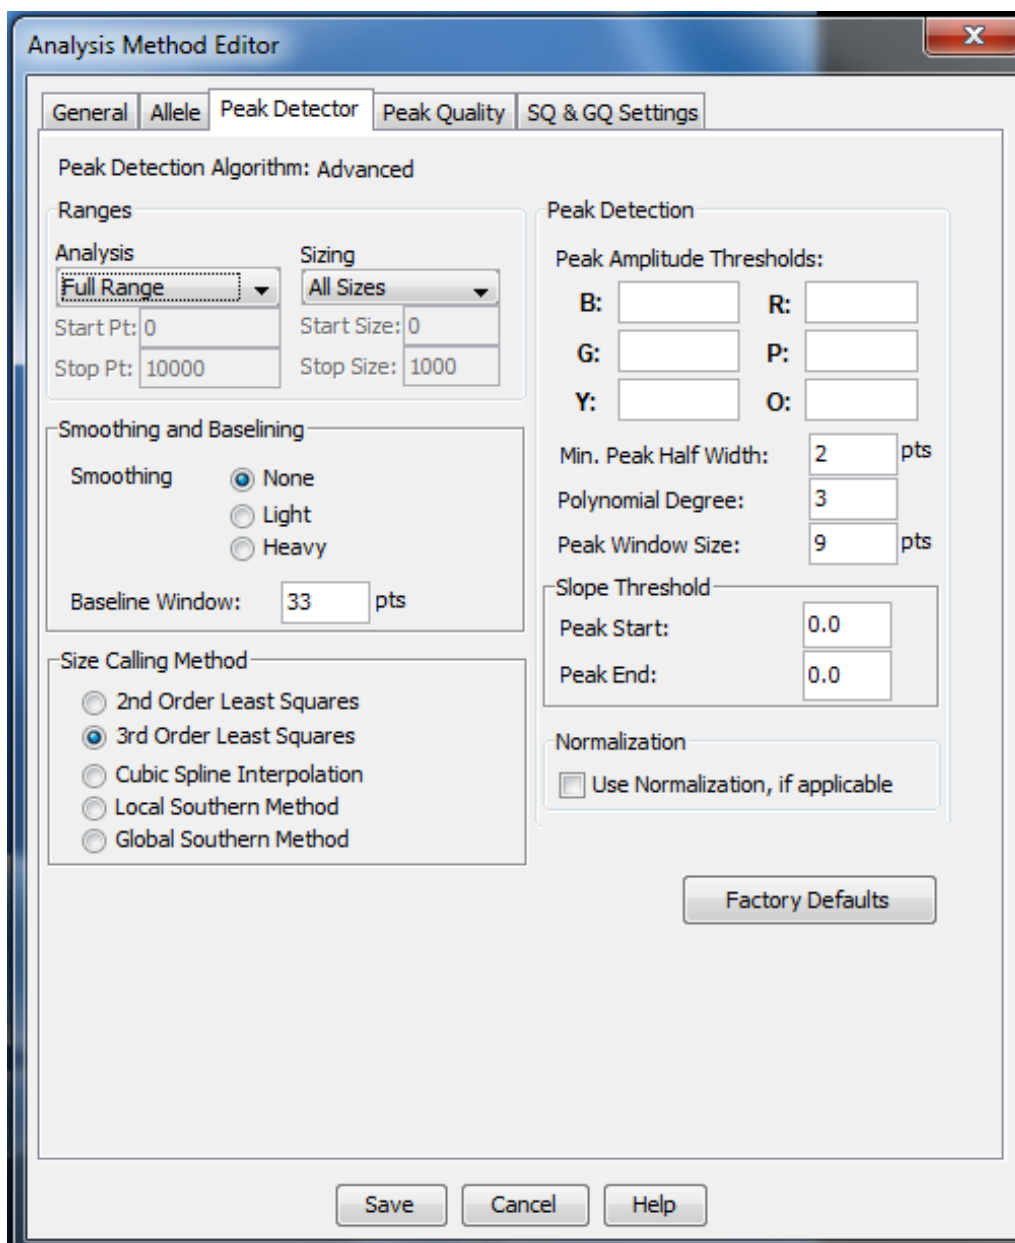 Analysis Method Editor
General Allele Peak Detector Peak Quality SQ & GQ Settings
Peak Detection Algorithm: Advanced
Ranges
Analysis Sizing
Full Range All Sizes
Start Pt: 0 Start Size: 0
Stop Pt: 10000 Stop Size: 1000
Smoothing and Baselining
Smoothing None
Light
Heavy
Baseline Window: 33 pts
Size Calling Method
2nd Order Least Squares
3rd Order Least Squares
Cubic Spline Interpolation
Local Southern Method
Global Southern Method
Peak Detection
Peak Amplitude Thresholds:
B: R:
G: P:
Y: O:
Min. Peak Half Width: 2 pts
Polynomial Degree: 3
Peak Window Size: 9 pts
Slope Threshold
Peak Start: 0.0
Peak End: 0.0
Normalization
Use Normalization, if applicable
Factory Defaults
Save Cancel Help